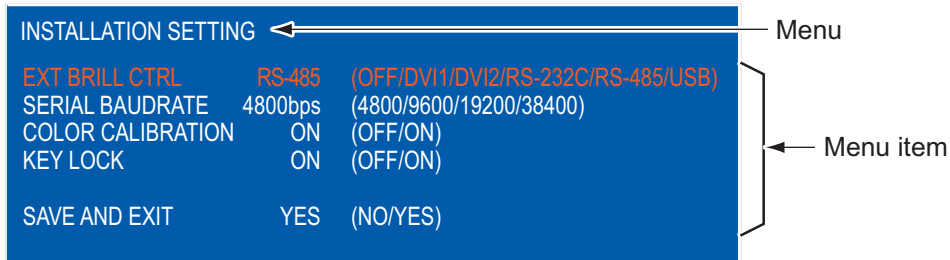 INSTALLATION SETTING
Menu
EXT BRILL CTRL RS-485 (OFF/DVI1/DVI2/RS-232C/RS-485/USB)
SERIAL BAUDRATE 4800bps (4800/9600/19200/38400)
COLOR CALIBRATION ON (OFF/ON)
KEY LOCK ON (OFF/ON)
Menu item
SAVE AND EXIT YES (NO/YES)